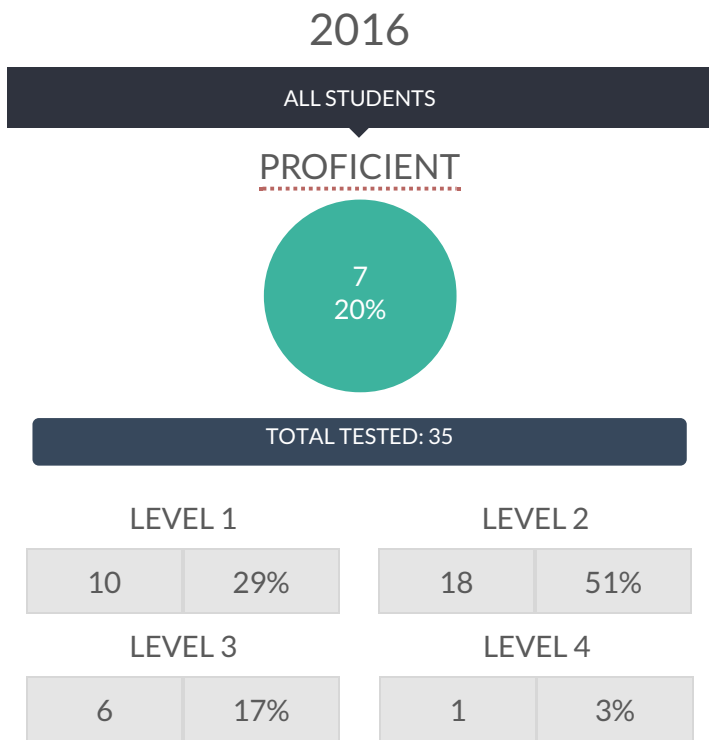 2016
ALL STUDENTS
PROFICIENT
7
20%
TOTAL TESTED: 35
LEVEL 1 LEVEL 2
10 29% 18 51%
LEVEL 3 LEVEL 4
6 17% 1 3%